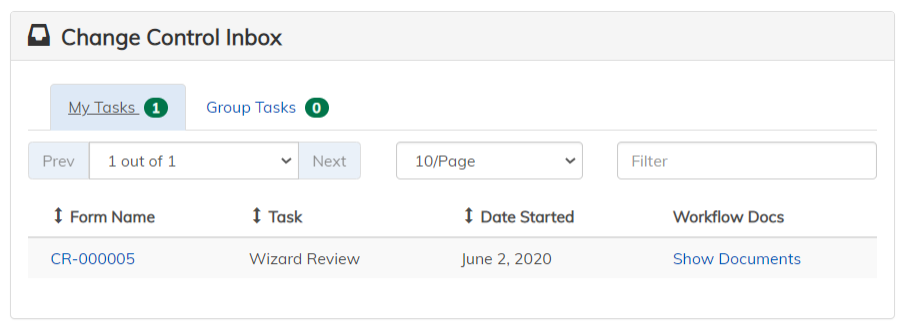 Change Control Inbox
My Tasks 1 Group Tasks 0
Prev 1 out of 1 Next 10/Page Filter
Form Name Task Date Started Workflow Docs
CR-000005 Wizard Review June 2, 2020 Show Documents